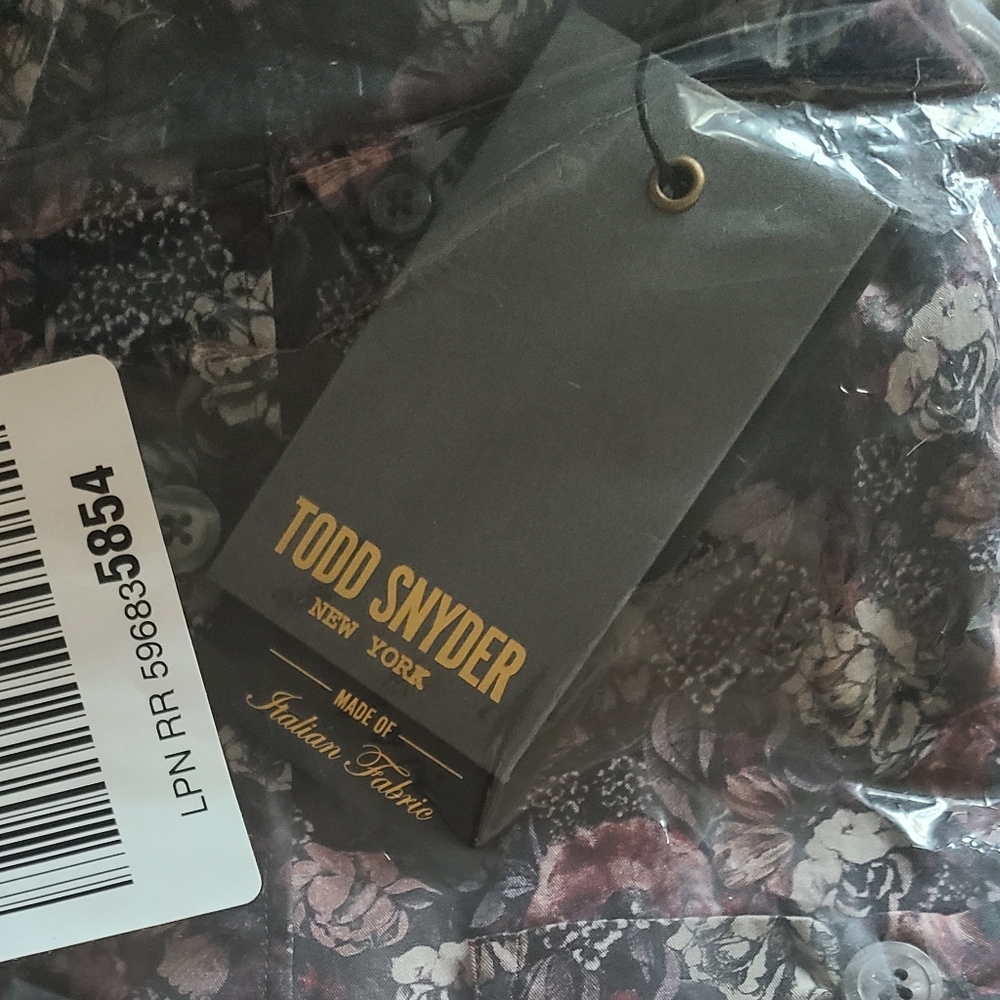 TODD SNYDER
NEW YORK
MADE OF
Italian Fabric
LPN RR 596835854